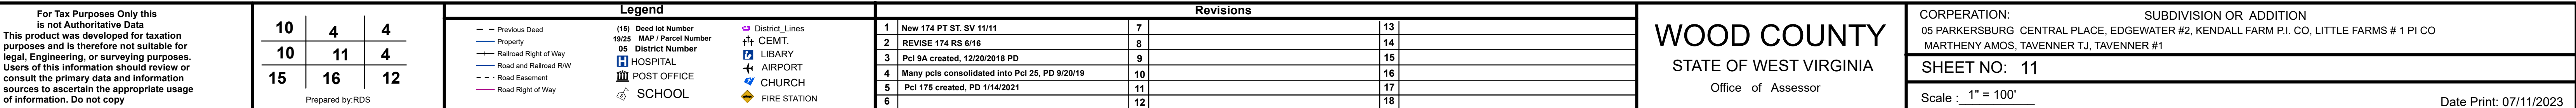 For Tax Purposes Only this
is not Authoritative Data
This product was developed for taxation
purposes and is therefore not suitable for
legal, Engineering, or surveying purposes.
Users of this information should review or
consult the primary data and information
sources to ascertain the appropriate usage
of information. Do not copy
10 4 4
10 11 4
15 16 12
Prepared by:RDS
Legend
Previous Deed
Property
Railroad Right of Way
Road and Railroad R/W
Road Easement
Road Right of Way
(15) Deed lot Number
19/25 MAP / Parcel Number
05 District Number
HOSPITAL
POST OFFICE
SCHOOL
District_Lines
CEMT.
LIBARY
AIRPORT
CHURCH
FIRE STATION
Revisions
1 New 174 PT ST. SV 11/11
2 REVISE 174 RS 6/16
3 Pcl 9A created, 12/20/2018 PD
4 Many pcls consolidated into Pcl 25, PD 9/20/19
5 Pcl 175 created, PD 1/14/2021
6
7
8
9
10
11
12
13
14
15
16
17
18
WOOD COUNTY
STATE OF WEST VIRGINIA
Office of Assessor
CORPERATION: SUBDIVISION OR ADDITION
05 PARKERSBURG CENTRAL PLACE, EDGEWATER #2, KENDALL FARM P.I. CO, LITTLE FARMS # 1 PI CO
MARTHENY AMOS, TAVENNER TJ, TAVENNER #1
SHEET NO: 11
Scale : 1" = 100'
Date Print: 07/11/2023